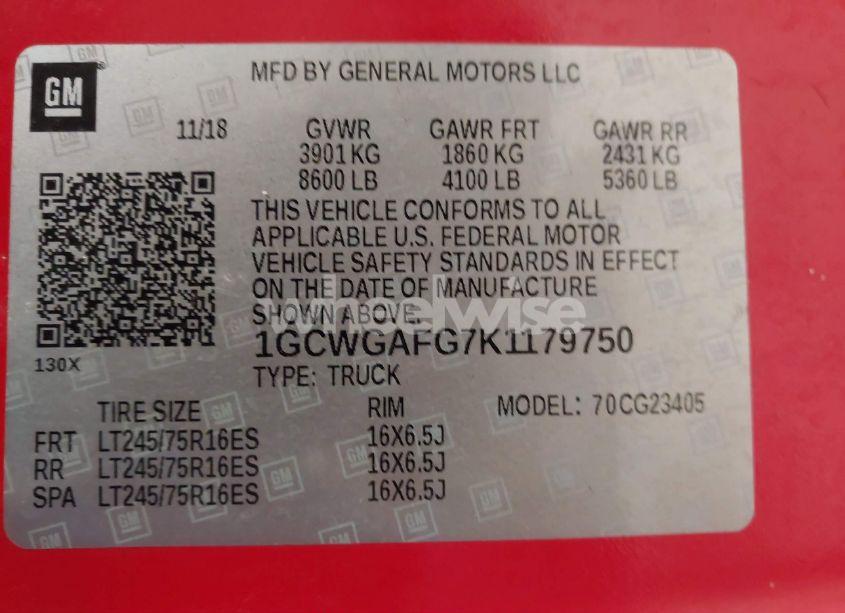 GM
MFD BY GENERAL MOTORS LLC
11/18 GVWR GAWR FRT GAWR RR
3901 KG 1860 KG 2431 KG
8600 LB 4100 LB 5360 LB
THIS VEHICLE CONFORMS TO ALL
APPLICABLE U.S. FEDERAL MOTOR
VEHICLE SAFETY STANDARDS IN EFFECT
ON THE DATE OF MANUFACTURE
SHOWN ABOVE.
wheelwise
1GCWGAFG7K1179750
130X
TYPE: TRUCK
TIRE SIZE RIM MODEL: 70CG23405
FRT LT245/75R16ES 16X6.5J
RR LT245/75R16ES 16X6.5J
SPA LT245/75R16ES 16X6.5J